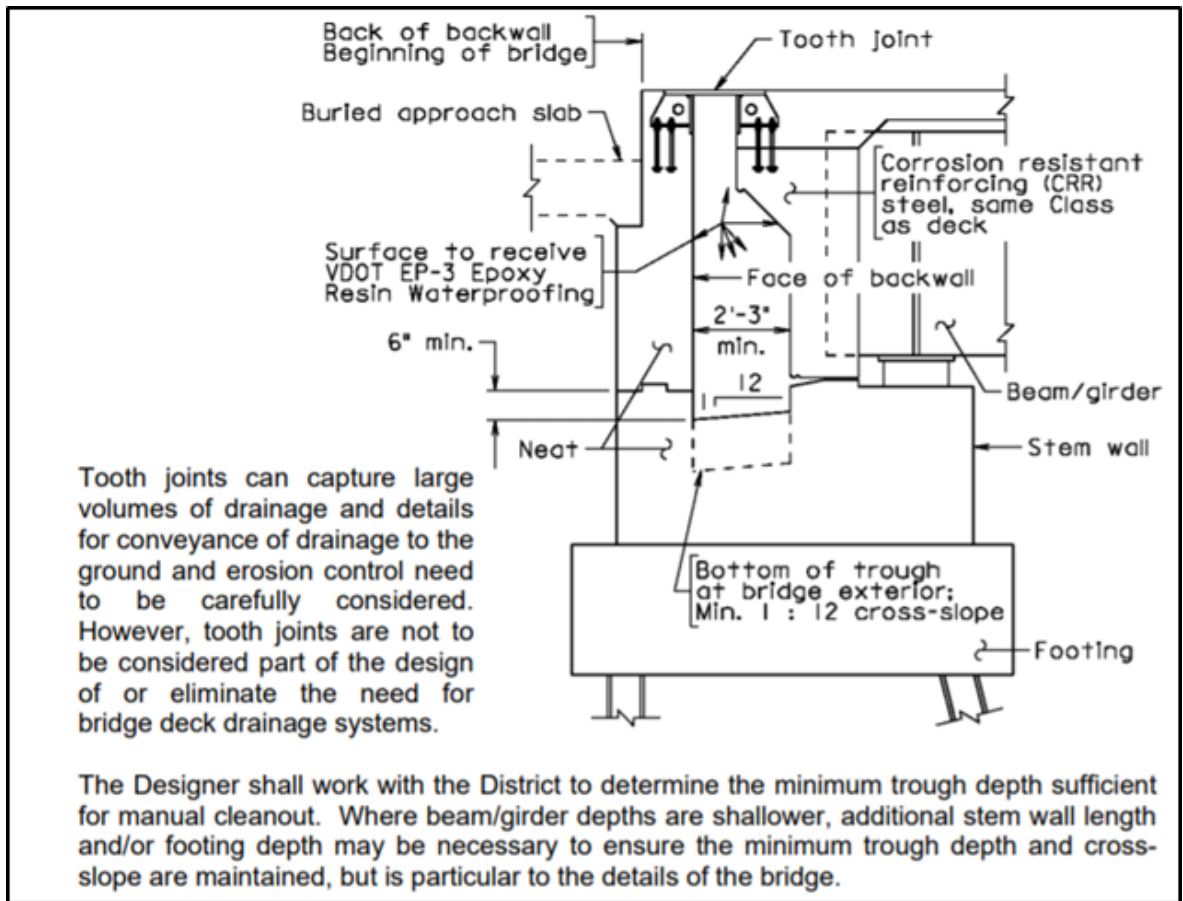 Back of backwall
Beginning of bridge
Tooth joint
Buried approach slab
Corrosion resistant
reinforcing (CRR)
steel, same Class
as deck
Surface to receive
VDOT EP-3 Epoxy
Resin Waterproofing
Face of backwall
2'-3"
min.
6" min.
12
1
Beam/girder
Neat
Stem wall
Bottom of trough
at bridge exterior;
Min. 1 : 12 cross-slope
Footing
Tooth joints can capture large
volumes of drainage and details
for conveyance of drainage to the
ground and erosion control need
to be carefully considered.
However, tooth joints are not to
be considered part of the design
of or eliminate the need for
bridge deck drainage systems.
The Designer shall work with the District to determine the minimum trough depth sufficient
for manual cleanout. Where beam/girder depths are shallower, additional stem wall length
and/or footing depth may be necessary to ensure the minimum trough depth and cross-
slope are maintained, but is particular to the details of the bridge.